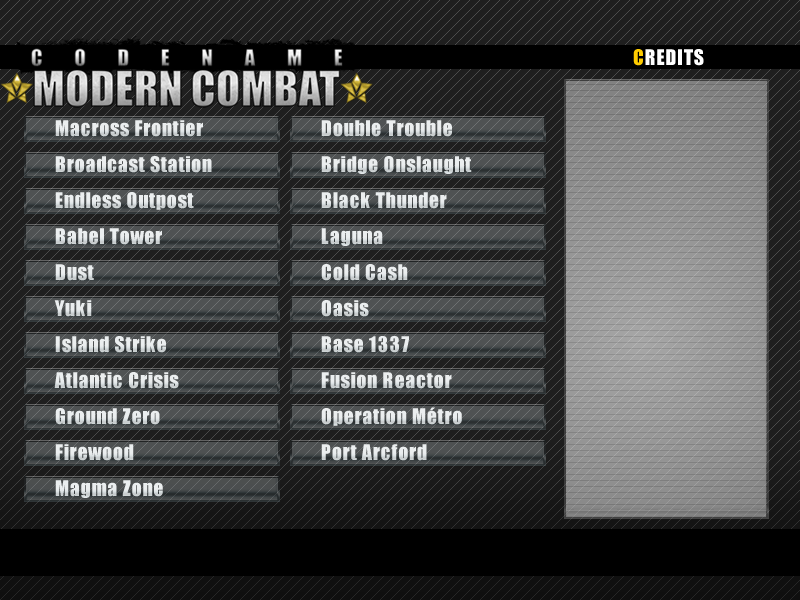 CODENAME
MODERN COMBAT
CREDITS
Macross Frontier
Broadcast Station
Endless Outpost
Babel Tower
Dust
Yuki
Island Strike
Atlantic Crisis
Ground Zero
Firewood
Magma Zone
Double Trouble
Bridge Onslaught
Black Thunder
Laguna
Cold Cash
Oasis
Base 1337
Fusion Reactor
Operation Métro
Port Arcford